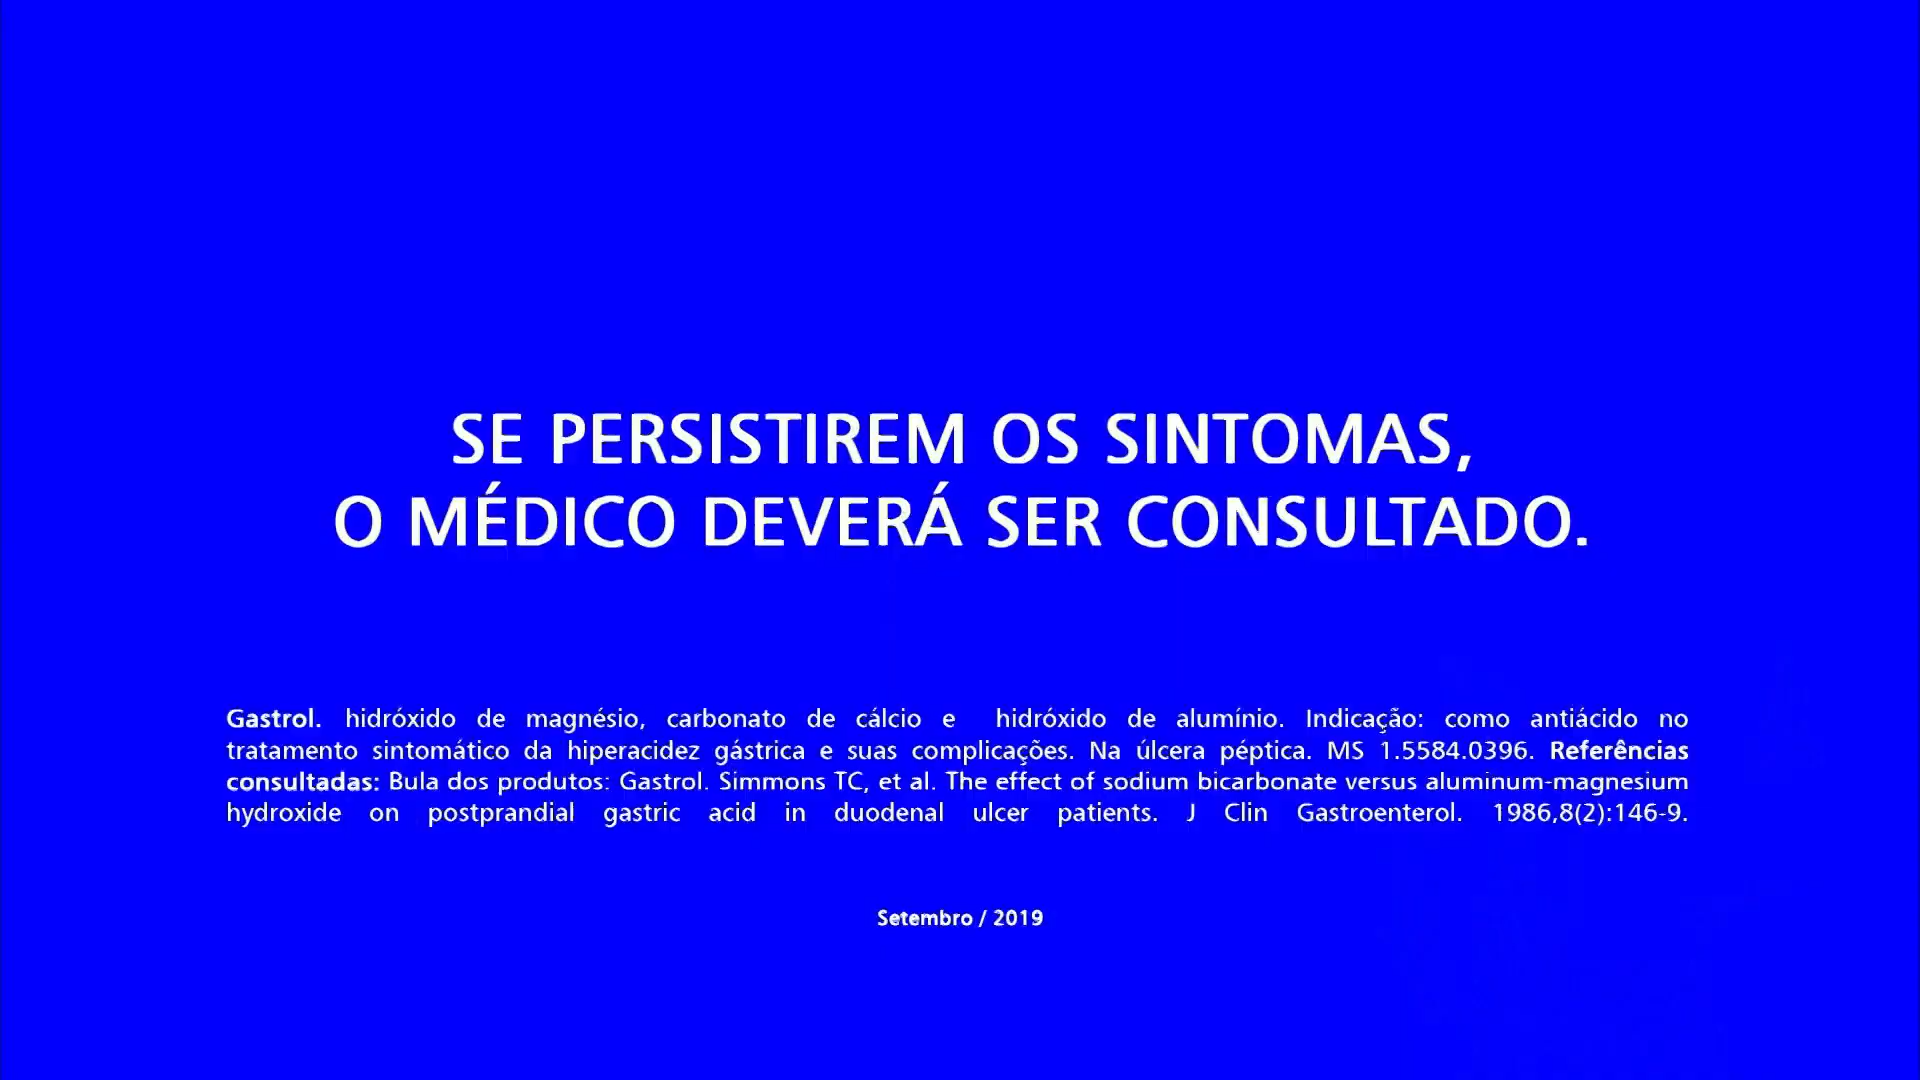 SE PERSISTIREM OS SINTOMAS,
O MÉDICO DEVERÁ SER CONSULTADO.
Gastrol. hidróxido de magnésio, carbonato de cálcio e hidróxido de alumínio. Indicação: como antiácido no
tratamento sintomático da hiperacidez gástrica e suas complicações. Na úlcera péptica. MS 1.5584.0396. Referências
consultadas: Bula dos produtos: Gastrol. Simmons TC, et al. The effect of sodium bicarbonate versus aluminum-magnesium
hydroxide on postprandial gastric acid in duodenal ulcer patients. J Clin Gastroenterol. 1986,8(2):146-9.
Setembro / 2019